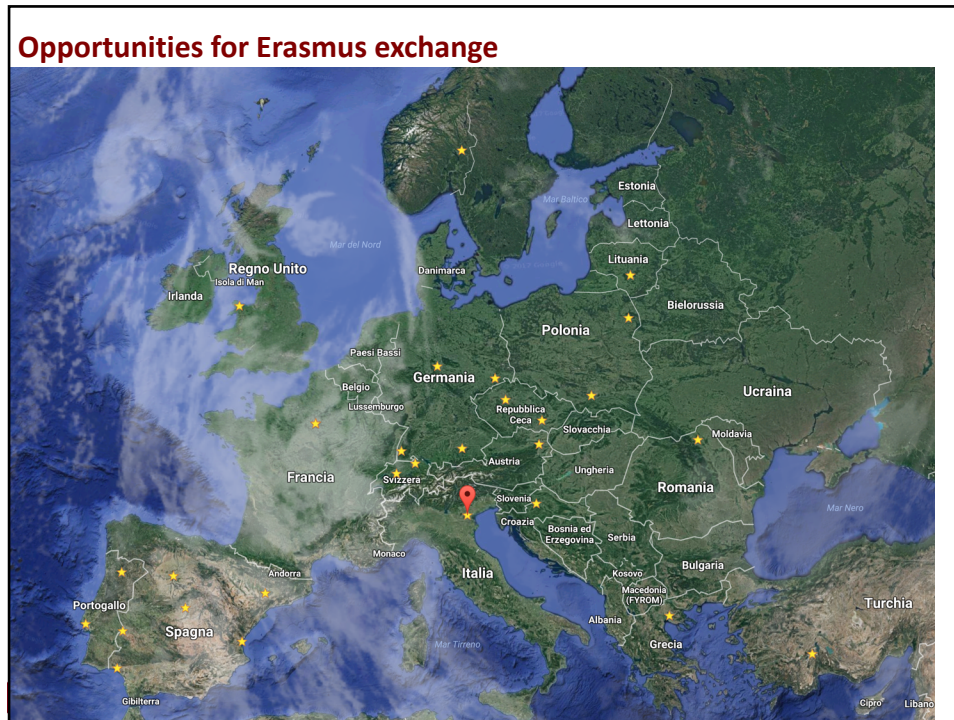 Opportunities for Erasmus exchange
Estonia
Mar Baltico
Lettonia
Mar del Nord
Regno Unito
Isola di Man
Danimarca
Lituania
Irlanda
Bielorussia
Polonia
Paesi Bassi
Germania
Belgio
Ucraina
Lussemburgo
Repubblica
Ceca
Slovacchia
Moldavia
Austria
Francia
Svizzera
Ungheria
Romania
Slovenia
Mar Nero
Croazia
Bosnia ed
Erzegovina
Serbia
Monaco
Bulgaria
Italia
Andorra
Kosovo
Macedonia
(FYROM)
Portogallo
Turchia
Albania
Spagna
Mar Tirreno
Grecia
Gibilterra
Cipro
Libano